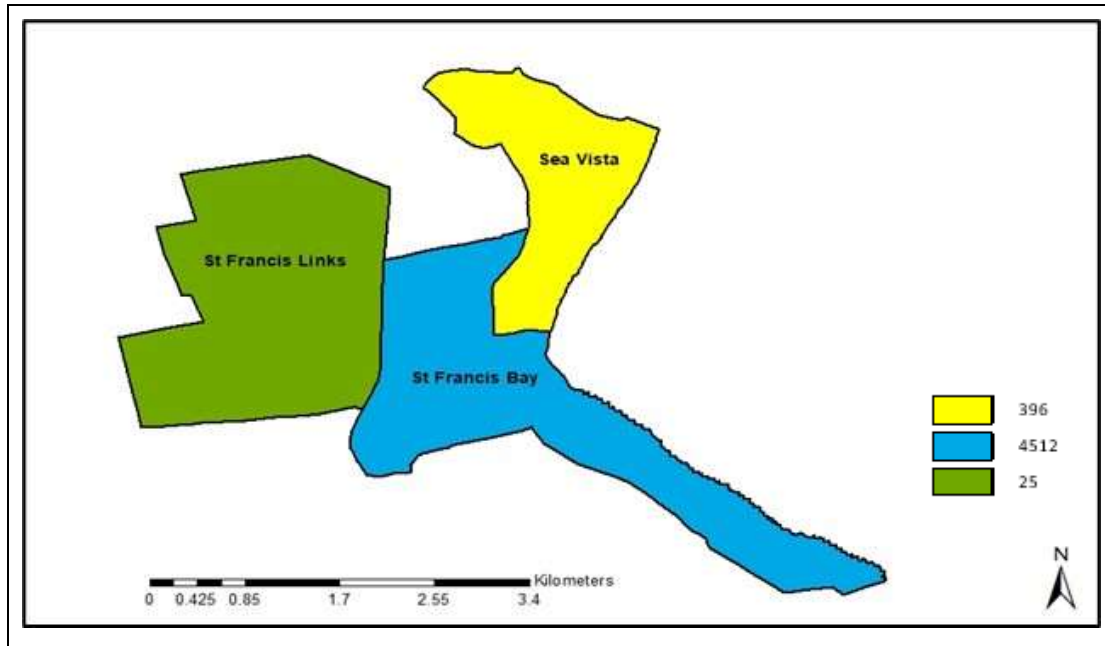 Sea Vista
St Francis Links
St Francis Bay
396
4512
25
N
Kilometers
0 0.425 0.85 1.7 2.55 3.4